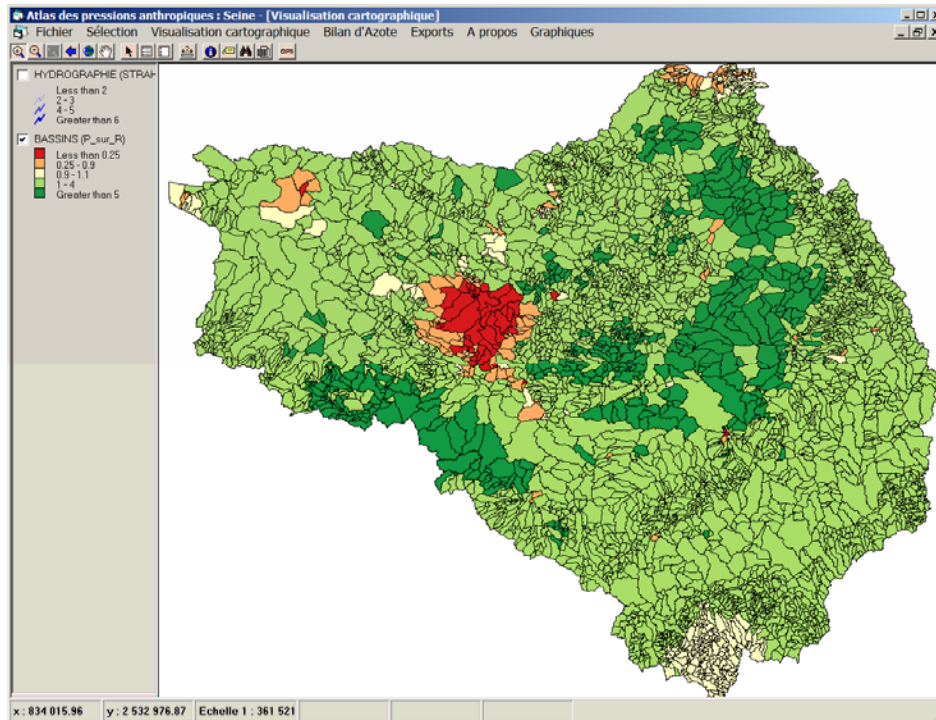 Atlas des pressions anthropiques : Seine - [Visualisation cartographique]
Fichier Sélection Visualisation cartographique Bilan d'Azote Exports A propos Graphiques
GPS
HYDROGRAPHIE (STRAH
Less than 2
2 - 3
4 - 5
Greater than 6
BASSINS (P_sur_R)
Less than 0.25
0.25 - 0.9
0.9 - 1.1
1 - 4
Greater than 5
x : 834 015.96 y : 2 532 976.87 Echelle 1 : 361 521